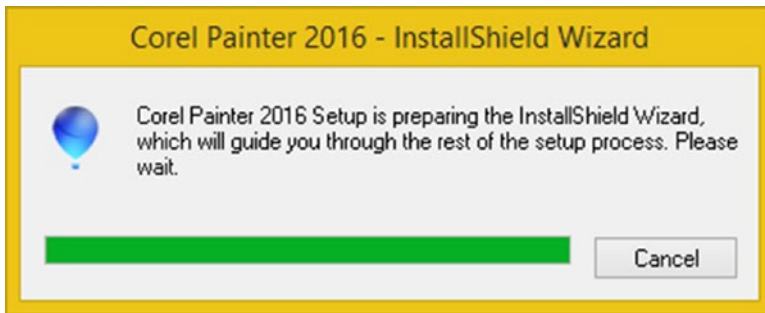 Corel Painter 2016 - InstallShield Wizard
Corel Painter 2016 Setup is preparing the InstallShield Wizard,
which will guide you through the rest of the setup process. Please
wait.
Cancel